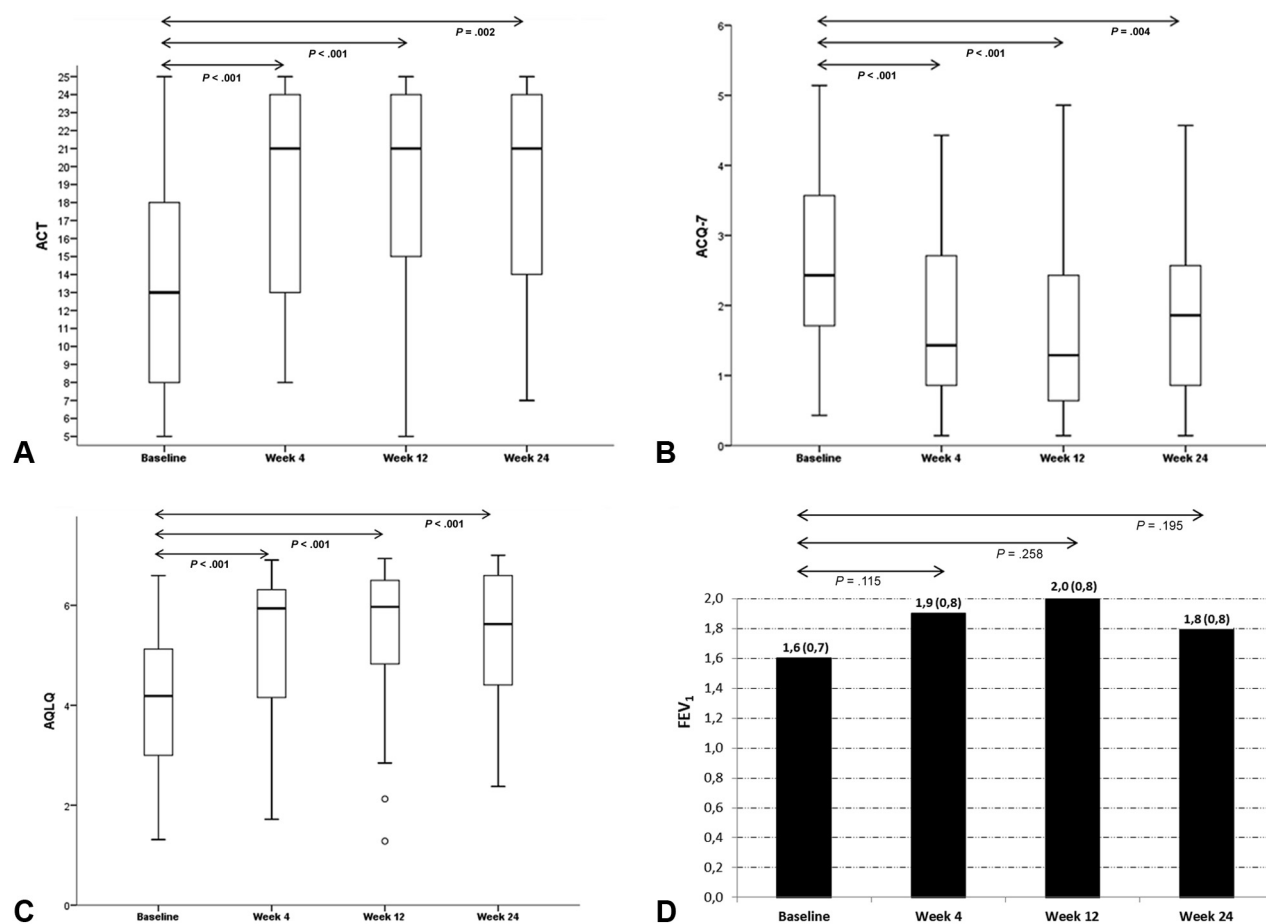 P = .002
P < .001
P < .001
25
24
23
22
21
20
19
18
17
16
15
14
13
12
11
10
9
8
7
6
5
ACT
Baseline Week 4 Week 12 Week 24
A
P = .004
P < .001
P < .001
6
5
4
3
2
1
0
ACQ-7
Baseline Week 4 Week 12 Week 24
B
P < .001
P < .001
P < .001
6
4
2
0
AQLQ
Baseline Week 4 Week 12 Week 24
C
P = .195
P = .258
P = .115
2,0
1,8
1,6
1,4
1,2
1,0
0,8
0,6
0,4
0,2
0,0
FEV1
1,6 (0,7)
1,9 (0,8)
2,0 (0,8)
1,8 (0,8)
Baseline Week 4 Week 12 Week 24
D